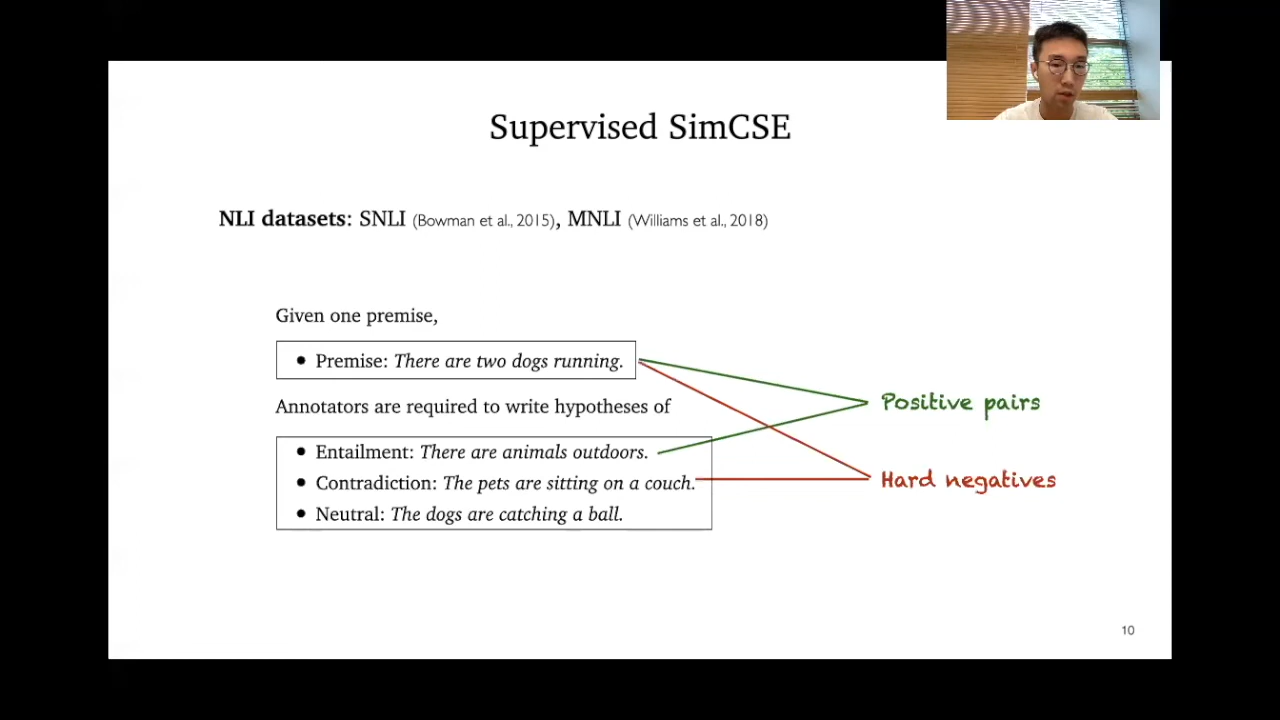 Supervised SimCSE
NLI datasets: SNLI (Bowman et al., 2015), MNLI (Williams et al., 2018)
Given one premise,
• Premise: There are two dogs running.
Annotators are required to write hypotheses of
• Entailment: There are animals outdoors.
• Contradiction: The pets are sitting on a couch.
• Neutral: The dogs are catching a ball.
Positive pairs
Hard negatives
10